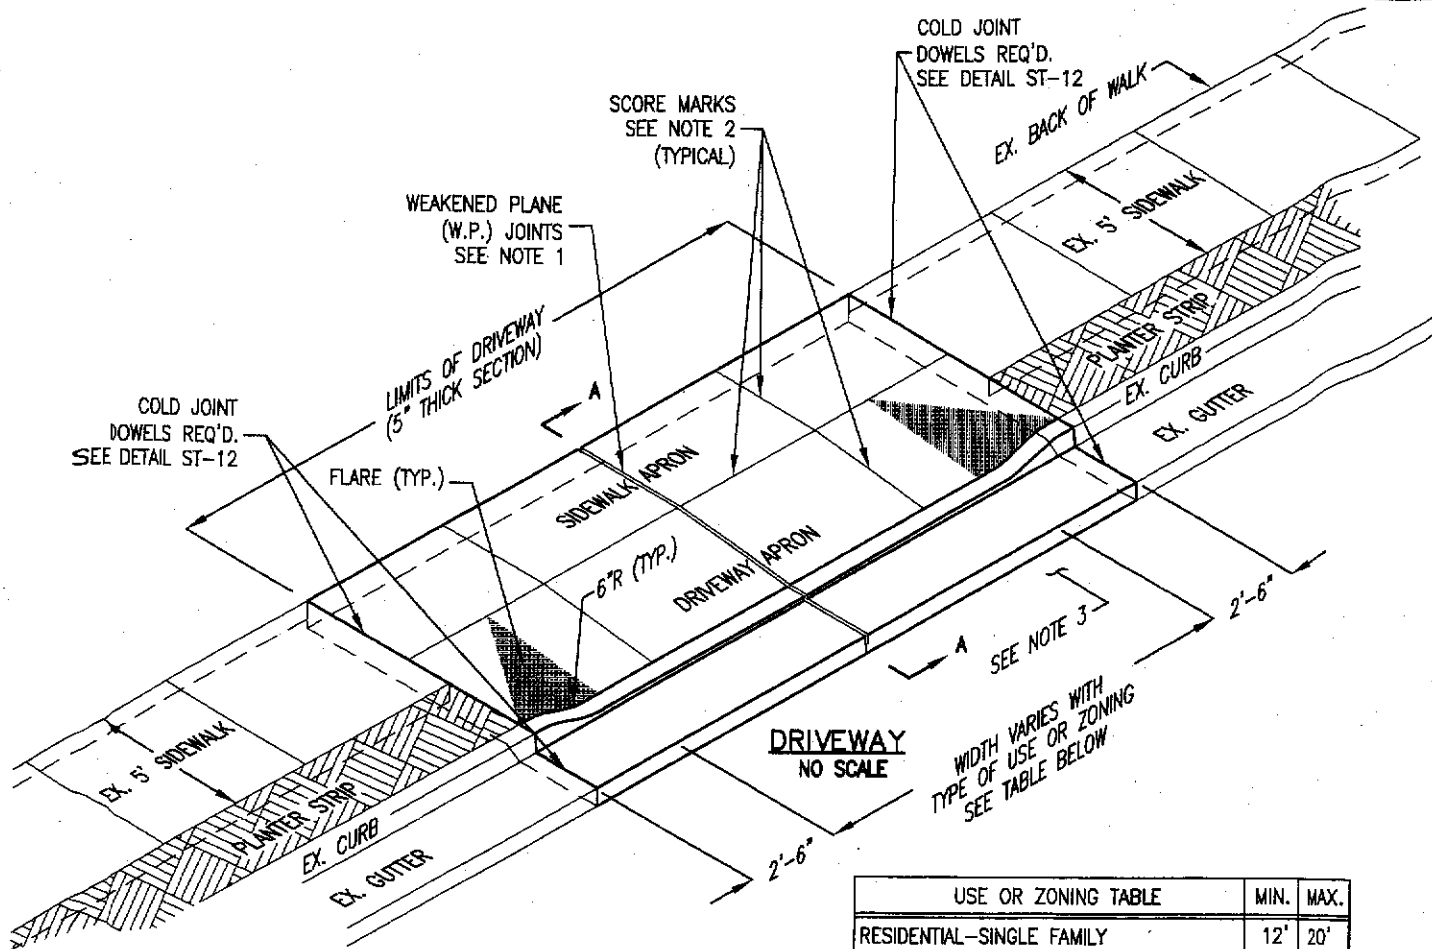 COLD JOINT
DOWELS REQ'D.
SEE DETAIL ST-12
SCORE MARKS
SEE NOTE 2
(TYPICAL)
EX. BACK OF WALK
WEAKENED PLANE
(W.P.) JOINTS
SEE NOTE 1
EX. 5' SIDEWALK
LIMITS OF DRIVEWAY
(5" THICK SECTION)
A
PLANTER STRIP
EX. CURB
EX. GUTTER
COLD JOINT
DOWELS REQ'D.
SEE DETAIL ST-12
FLARE (TYP.)
SIDEWALK APRON
6"R (TYP.)
DRIVEWAY APRON
2'-6"
A
SEE NOTE 3
EX. 5' SIDEWALK
DRIVEWAY
NO SCALE
WIDTH VARIES WITH
TYPE OF USE OR ZONING
SEE TABLE BELOW
PLANTER STRIP
EX. CURB
EX. GUTTER
2'-6"
USE OR ZONING TABLE MIN. MAX.
RESIDENTIAL-SINGLE FAMILY 12' 20'